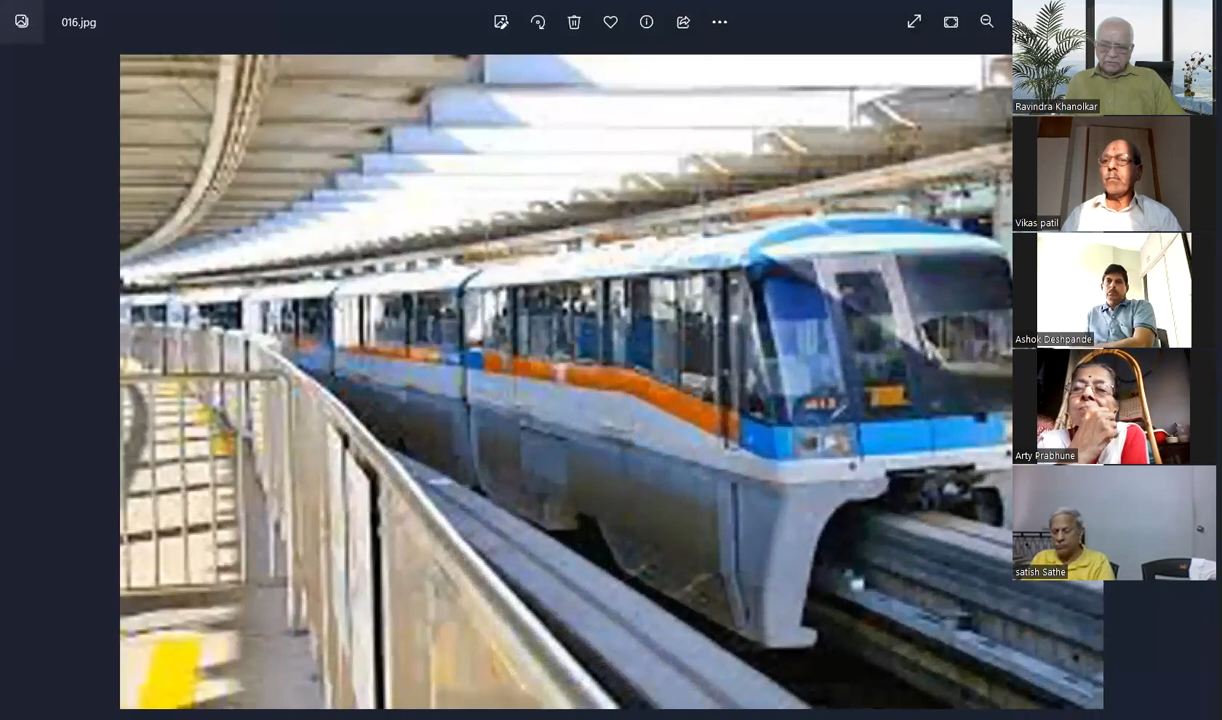 016.jpg
Ravindra Khanolkar
Vikas patil
Ashok Deshpande
Arty Prabhune
satish Sathe